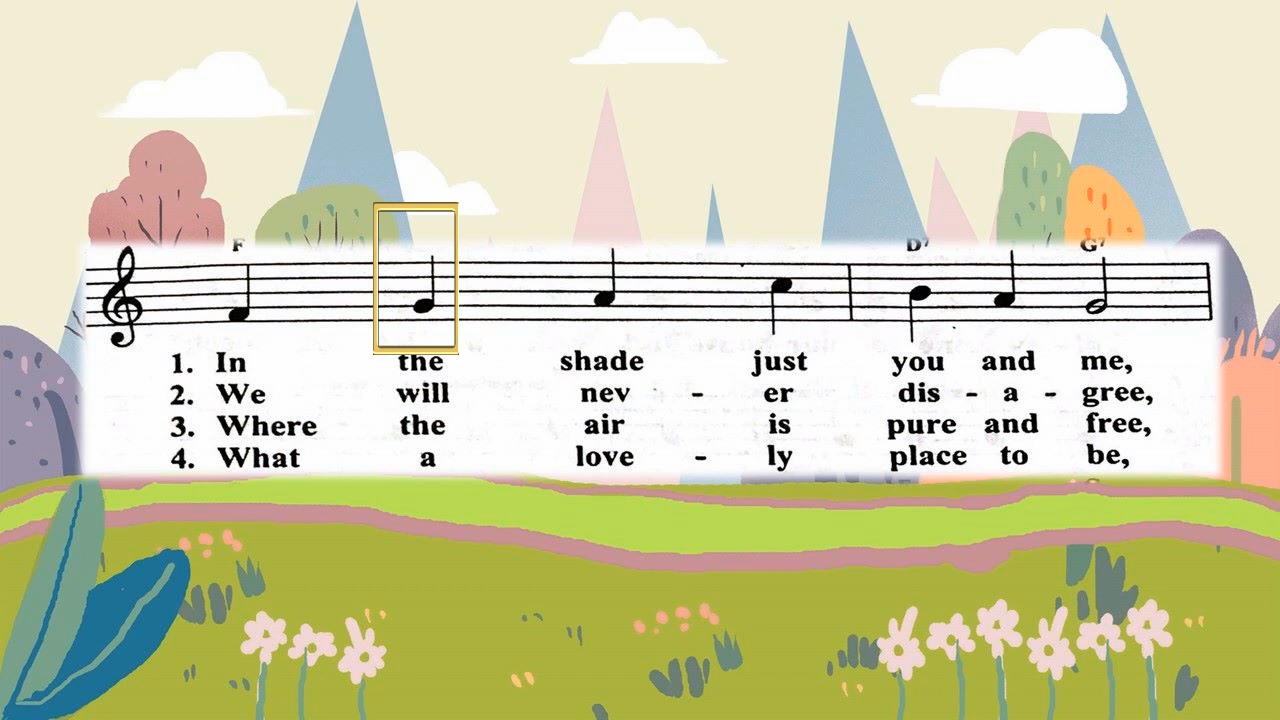 F D7 G7
1. In the shade just you and me,
2. We will nev - er dis - a - gree,
3. Where the air is pure and free,
4. What a love - ly place to be,